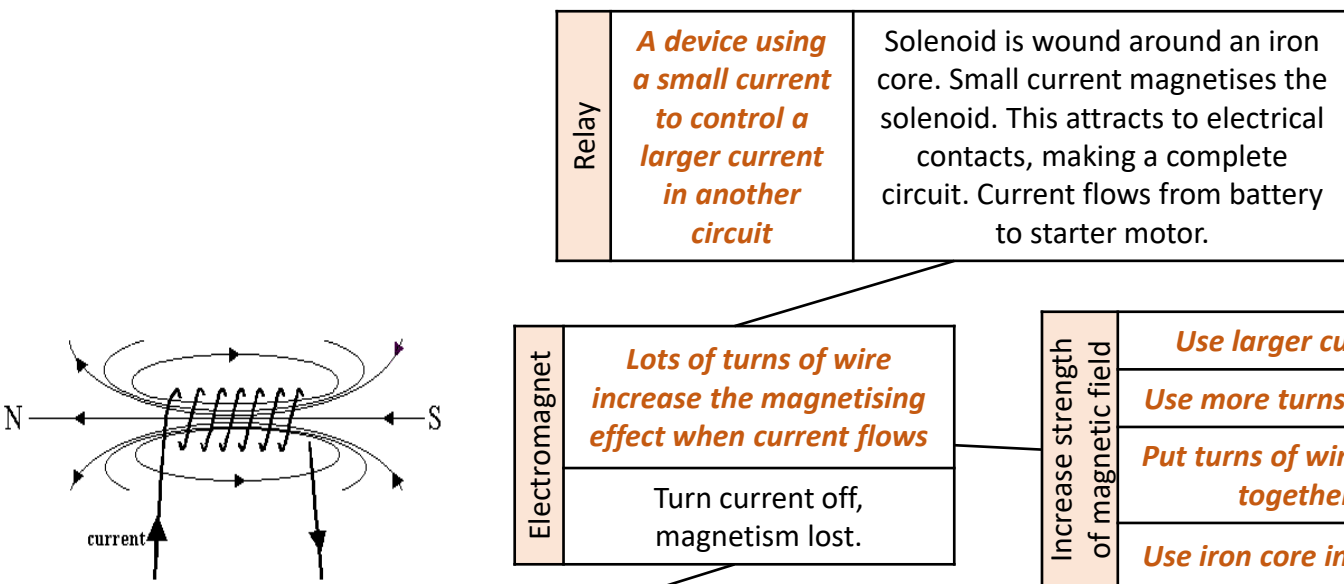 Relay
A device using
a small current
to control a
larger current
in another
circuit
Solenoid is wound around an iron
core. Small current magnetises the
solenoid. This attracts to electrical
contacts, making a complete
circuit. Current flows from battery
to starter motor.
N
S
current
Electromagnet
Lots of turns of wire
increase the magnetising
effect when current flows
Turn current off,
magnetism lost.
Increase strength
of magnetic field
Use larger
Use more turns
Put turns of
together
Use iron core